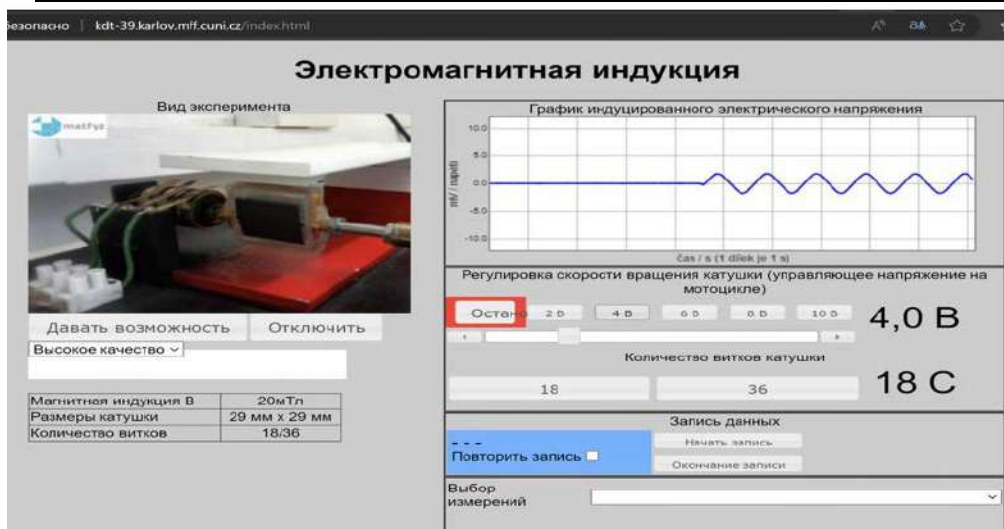 безопасно | kdt-39.karlov.mff.cuni.cz/index.html
Электромагнитная индукция
Вид эксперимента
matfyz
Давать возможность
Отключить
Высокое качество
Магнитная индукция В 20мТл
Размеры катушки 29 мм x 29 мм
Количество витков 18/36
График индуцированного электрического напряжения
10.0
5.0
0.0
-5.0
-10.0
mV / napětí
čas / s (1 dílek je 1 s)
Регулировка скорости вращения катушки (управляющее напряжение на
мотоцикле)
Остано 2 В 4 В 6 В 8 В 10 В 4,0 В
Количество витков катушки
18 36 18 С
Запись данных
- - -
Повторить запись
Начать запись
Окончание записи
Выбор
измерений